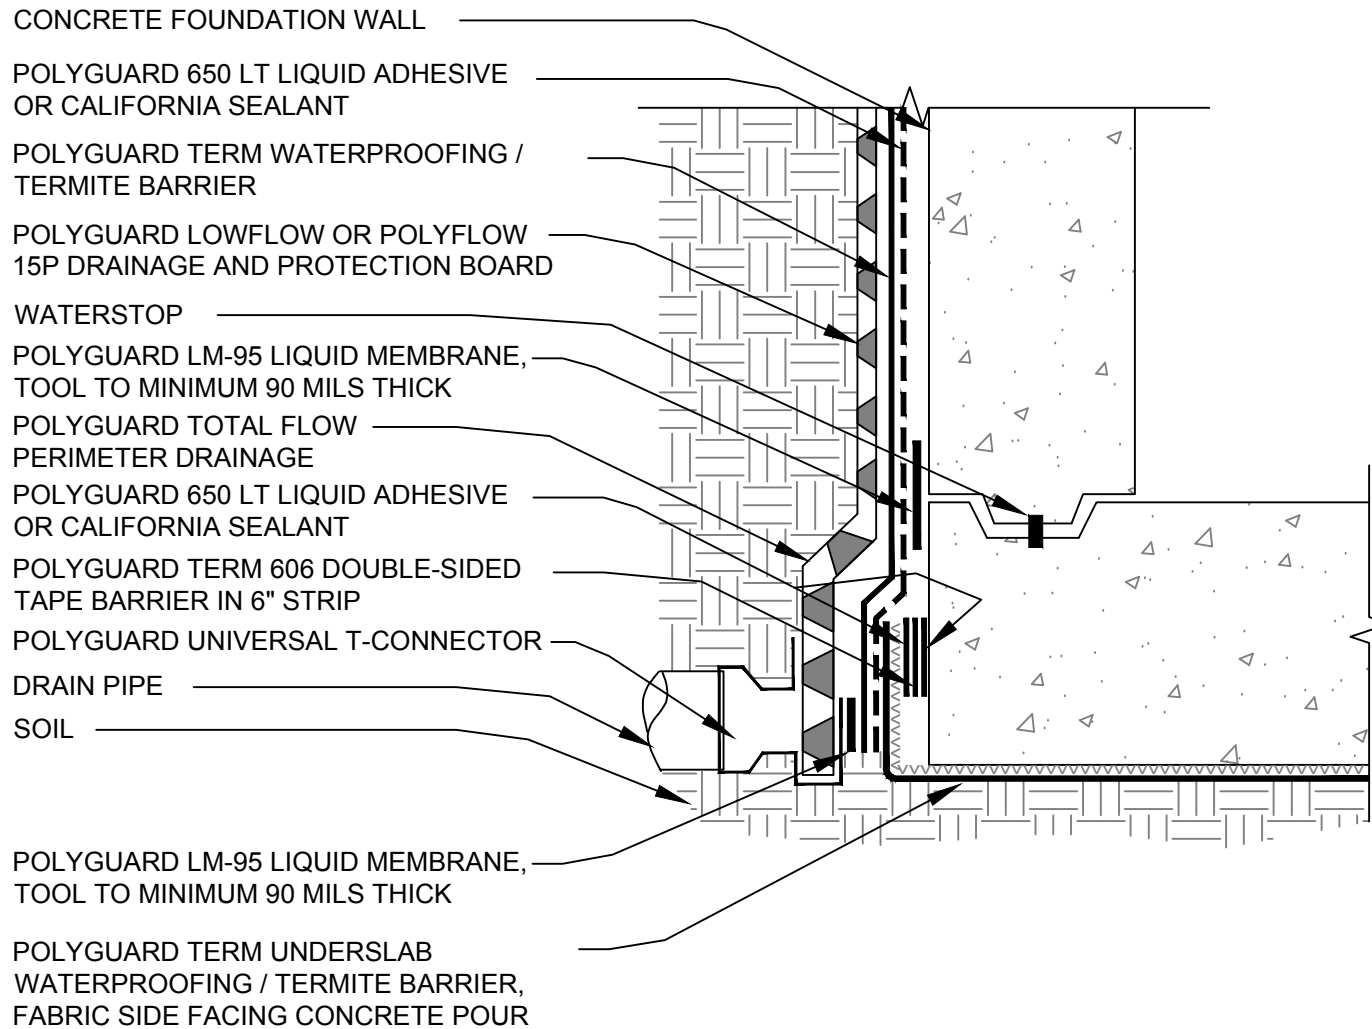 CONCRETE FOUNDATION WALL
POLYGUARD 650 LT LIQUID ADHESIVE
OR CALIFORNIA SEALANT
POLYGUARD TERM WATERPROOFING /
TERMITE BARRIER
POLYGUARD LOWFLOW OR POLYFLOW
15P DRAINAGE AND PROTECTION BOARD
WATERSTOP
POLYGUARD LM-95 LIQUID MEMBRANE,
TOOL TO MINIMUM 90 MILS THICK
POLYGUARD TOTAL FLOW
PERIMETER DRAINAGE
POLYGUARD 650 LT LIQUID ADHESIVE
OR CALIFORNIA SEALANT
POLYGUARD TERM 606 DOUBLE-SIDED
TAPE BARRIER IN 6" STRIP
POLYGUARD UNIVERSAL T-CONNECTOR
DRAIN PIPE
SOIL
POLYGUARD LM-95 LIQUID MEMBRANE,
TOOL TO MINIMUM 90 MILS THICK
POLYGUARD TERM UNDERSLAB
WATERPROOFING / TERMITE BARRIER,
FABRIC SIDE FACING CONCRETE POUR